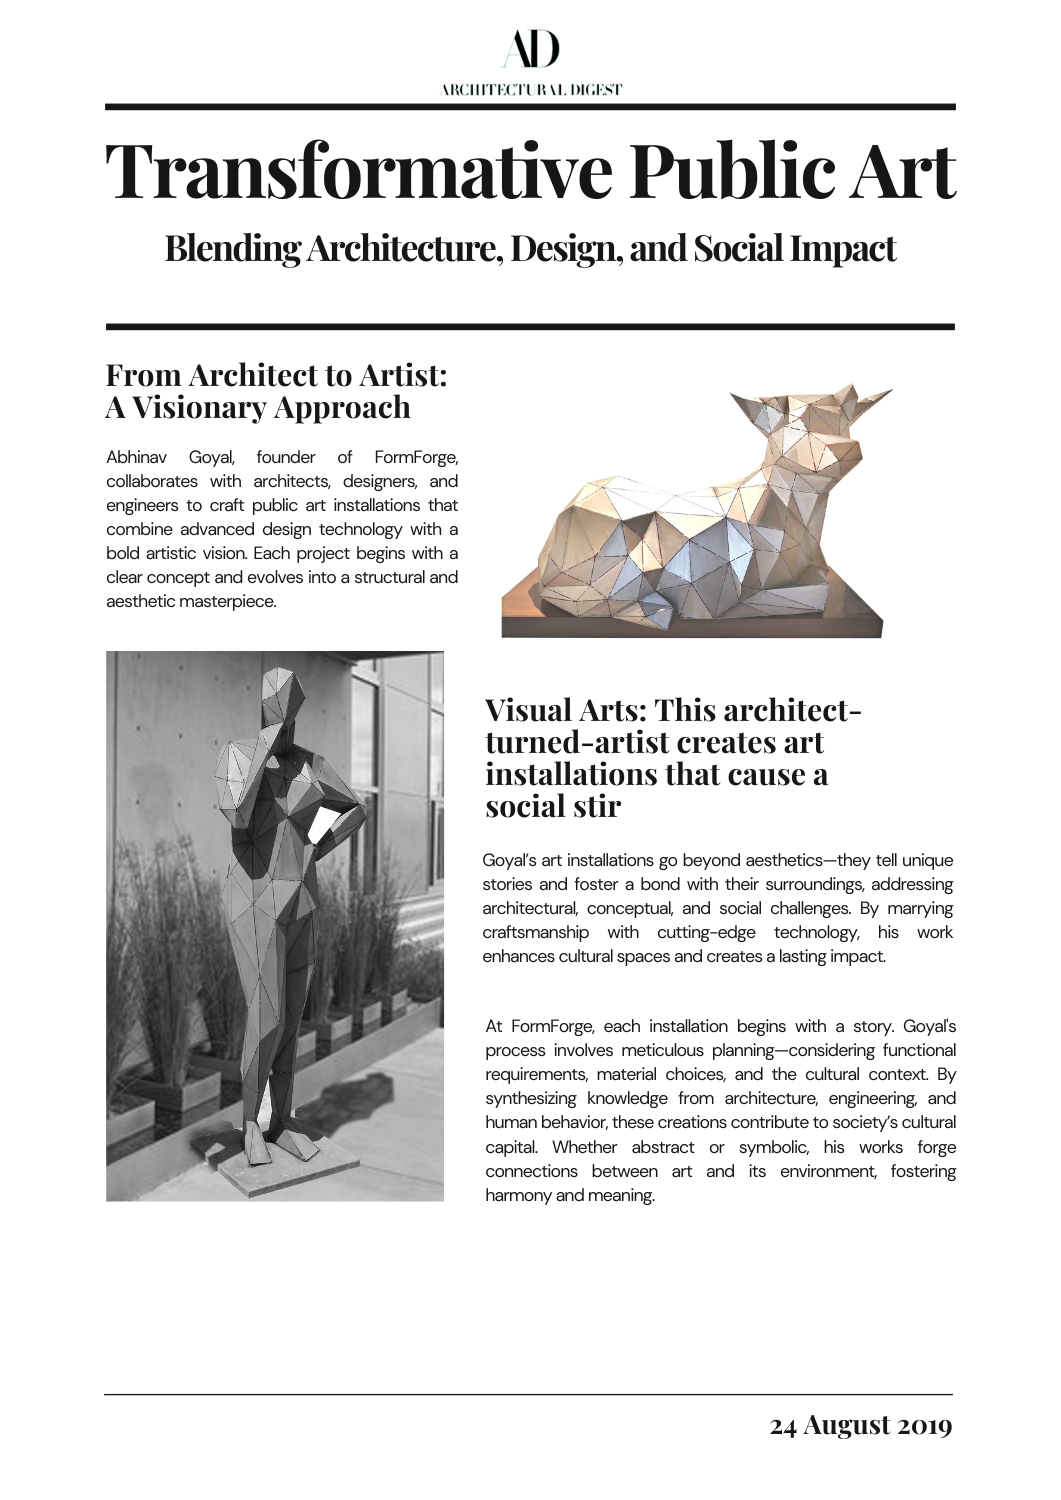 AD
ARCHITECTURAL DIGEST
Transformative Public Art
Blending Architecture, Design, and Social Impact
From Architect to Artist:
A Visionary Approach
Abhinav Goyal, founder of FormForge,
collaborates with architects, designers, and
engineers to craft public art installations that
combine advanced design technology with a
bold artistic vision. Each project begins with a
clear concept and evolves into a structural and
aesthetic masterpiece.
Visual Arts: This architect-
turned-artist creates art
installations that cause a
social stir
Goyal’s art installations go beyond aesthetics—they tell unique
stories and foster a bond with their surroundings, addressing
architectural, conceptual, and social challenges. By marrying
craftsmanship with cutting-edge technology, his work
enhances cultural spaces and creates a lasting impact.
At FormForge, each installation begins with a story. Goyal's
process involves meticulous planning—considering functional
requirements, material choices, and the cultural context. By
synthesizing knowledge from architecture, engineering, and
human behavior, these creations contribute to society’s cultural
capital. Whether abstract or symbolic, his works forge
connections between art and its environment, fostering
harmony and meaning.
24 August 2019